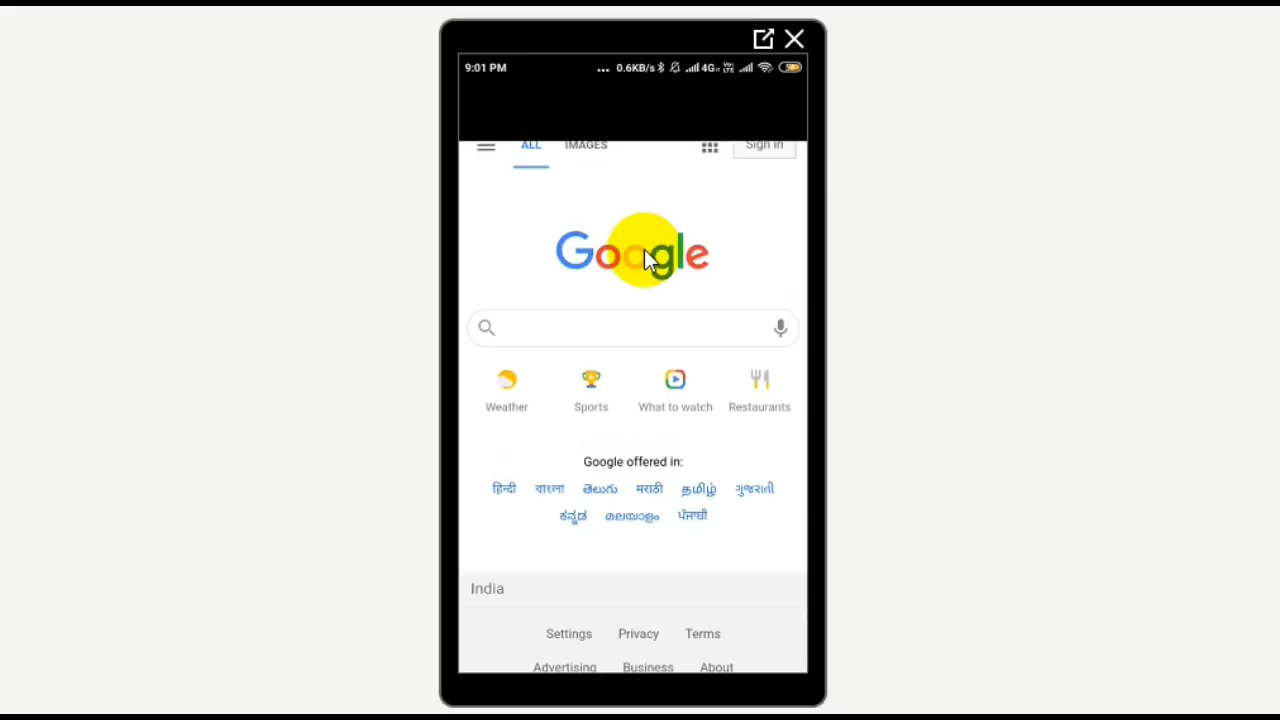 9:01 PM ... 0.6KB/s 4G VoLTE
ALL IMAGES Sign in
Google
Weather Sports What to watch Restaurants
Google offered in:
हिन्दी বাংলা తెలుగు मराठी தமிழ் ગુજરાતી
ಕನ್ನಡ മലയാളം ਪੰਜਾਬੀ
India
Settings Privacy Terms
Advertising Business About